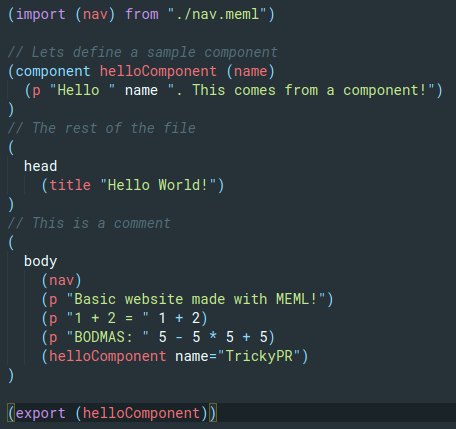 (import (nav) from "./nav.meml")
// Lets define a sample component
(component helloComponent (name)
(p "Hello " name ". This comes from a component!")
)
// The rest of the file
(
head
(title "Hello World!")
)
// This is a comment
(
body
(nav)
(p "Basic website made with MEML!")
(p "1 + 2 = " 1 + 2)
(p "BODMAS: " 5 - 5 * 5 + 5)
(helloComponent name="TrickyPR")
)
(export (helloComponent))